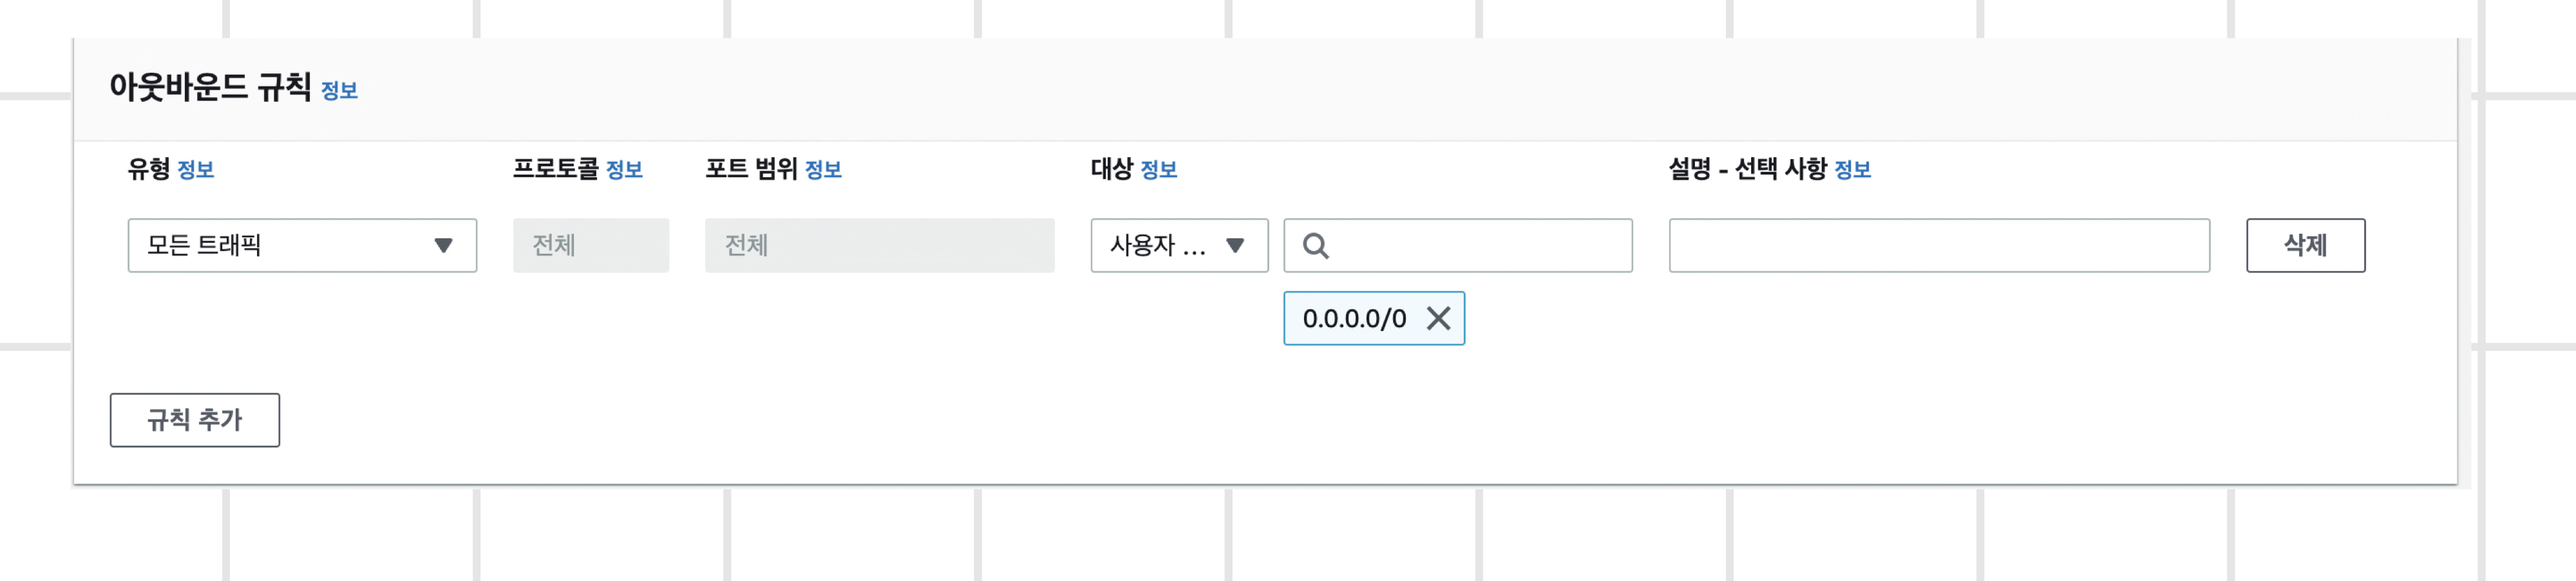 아웃바운드 규칙 정보
유형 정보 프로토콜 정보 포트 범위 정보 대상 정보 설명 - 선택 사항 정보
모든 트래픽 전체 전체 사용자 ... 삭제
0.0.0.0/0
규칙 추가